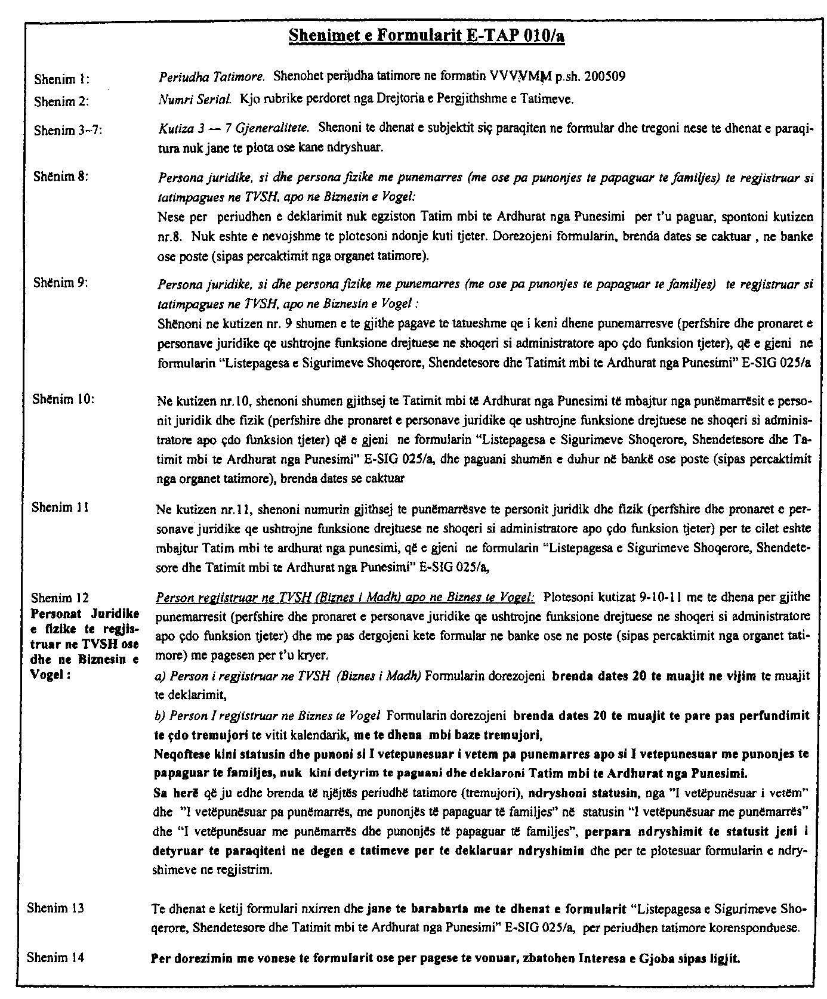 Shenimet e Formularit E-TAP 010/a
Shenim 1: Periudha Tatimore. Shenohet periudha tatimore ne formatin VVVVMM p.sh. 200509
Shenim 2: Numri Serial. Kjo rubrike perdoret nga Drejtoria e Pergjithshme e Tatimeve.
Shenim 3–7: Kutiza 3 — 7 Gjeneralitete. Shenoni te dhenat e subjektit siç paraqiten ne formular dhe tregoni nese te dhenat e paraqi-
tura nuk jane te plota ose kane ndryshuar.
Shënim 8: Persona juridike, si dhe persona fizike me punemarres (me ose pa punonjes te papaguar te familjes) te regjistruar si
tatimpagues ne TVSH, apo ne Biznesin e Vogel:
Nese per periudhen e deklarimit nuk egziston Tatim mbi te Ardhurat nga Punesimi per t’u paguar, spontoni kutizen
nr.8. Nuk eshte e nevojshme te plotesoni ndonje kuti tjeter. Dorezojeni formularin, brenda dates se caktuar , ne banke
ose poste (sipas percaktimit nga organet tatimore).
Shënim 9: Persona juridike, si dhe persona fizike me punemarres (me ose pa punonjes te papaguar te familjes) te regjistruar si
tatimpagues ne TVSH, apo ne Biznesin e Vogel :
Shënoni ne kutizen nr. 9 shumen e te gjithe pagave te tatueshme qe i keni dhene punemarresve (perfshire dhe pronaret e
personave juridike qe ushtrojne funksione drejtuese ne shoqeri si administratore apo çdo funksion tjeter), që e gjeni ne
formularin “Listepagesa e Sigurimeve Shoqerore, Shendetesore dhe Tatimit mbi te Ardhurat nga Punesimi” E-SIG 025/a
Shënim 10: Ne kutizen nr.10, shenoni shumen gjithsej te Tatimit mbi të Ardhurat nga Punesimi të mbajtur nga punëmarrësit e perso-
nit juridik dhe fizik (perfshire dhe pronaret e personave juridike qe ushtrojne funksione drejtuese ne shoqeri si adminis-
tratore apo çdo funksion tjeter) që e gjeni ne formularin “Listepagesa e Sigurimeve Shoqerore, Shendetesore dhe Ta-
timit mbi te Ardhurat nga Punesimi” E-SIG 025/a, dhe paguani shumën e duhur në bankë ose poste (sipas percaktimit
nga organet tatimore), brenda dates se caktuar
Shenim 11 Ne kutizen nr.11, shenoni numurin gjithsej te punëmarrësve te personit juridik dhe fizik (perfshire dhe pronaret e per-
sonave juridike qe ushtrojne funksione drejtuese ne shoqeri si administratore apo çdo funksion tjeter) per te cilet eshte
mbajtur Tatim mbi te ardhurat nga punesimi, që e gjeni ne formularin “Listepagesa e Sigurimeve Shoqerore, Shendete-
sore dhe Tatimit mbi te Ardhurat nga Punesimi” E-SIG 025/a,
Shenim 12
Personat Juridike
e fizike te regjis-
truar ne TVSH ose
dhe ne Biznesin e
Vogel :
Person regjistruar ne TVSH (Biznes i Madh) apo ne Biznes te Vogel: Plotesoni kutizat 9-10-11 me te dhena per gjithe
punemarresit (perfshire dhe pronaret e personave juridike qe ushtrojne funksione drejtuese ne shoqeri si administratore
apo çdo funksion tjeter) dhe me pas dergojeni kete formular ne banke ose ne poste (sipas percaktimit nga organet tati-
more) me pagesen per t’u kryer.
a) Person i regjistruar ne TVSH (Biznes i Madh) Formularin dorezojeni brenda dates 20 te muajit ne vijim te muajit
te deklarimit,
b) Person I regjistruar ne Biznes te Vogel Formularin dorezojeni brenda dates 20 te muajit te pare pas perfundimit
te çdo tremujori te vitit kalendarik, me te dhena mbi baze tremujori,
Neqoftese kini statusin dhe punoni si I vetepunesuar i vetem pa punemarres apo si I vetepunesuar me punonjes te
papaguar te familjes, nuk kini detyrim te paguani dhe deklaroni Tatim mbi te Ardhurat nga Punesimi.
Sa herë që ju edhe brenda të njëjtës periudhë tatimore (tremujori), ndryshoni statusin, nga ”I vetëpunësuar i vetëm”
dhe ”I vetëpunësuar pa punëmarrës, me punonjës të papaguar të familjes” në statusin “I vetëpunësuar me punëmarrës”
dhe “I vetëpunësuar me punëmarrës dhe punonjës të papaguar të familjes”, perpara ndryshimit te statusit jeni i
detyruar te paraqiteni ne degen e tatimeve per te deklaruar ndryshimin dhe per te plotesuar formularin e ndry-
shimeve ne regjistrim.
Shenim 13 Te dhenat e ketij formulari nxirren dhe jane te barabarta me te dhenat e formularit “Listepagesa e Sigurimeve Sho-
qerore, Shendetesore dhe Tatimit mbi te Ardhurat nga Punesimi” E-SIG 025/a, per periudhen tatimore korensponduese.
Shenim 14 Per dorezimin me vonese te formularit ose per pagese te vonuar, zbatohen Interesa e Gjoba sipas ligjit.